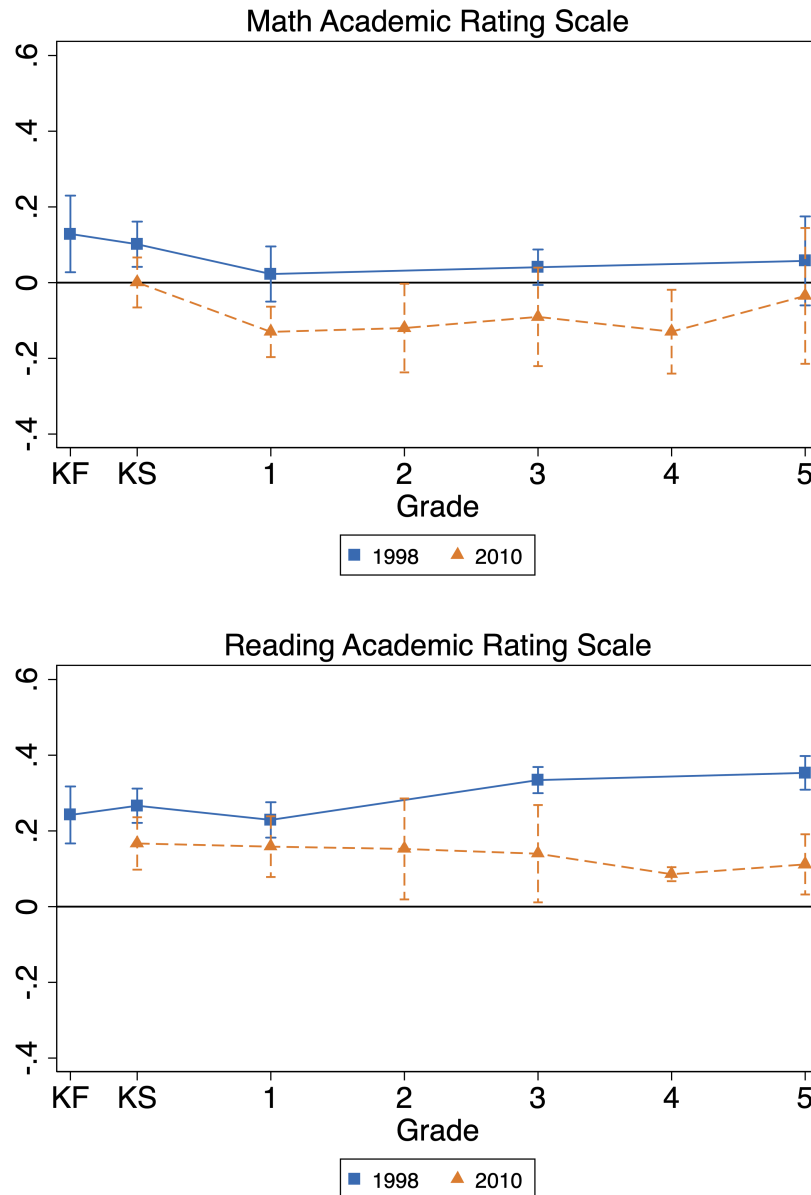 Math Academic Rating Scale
.6
.4
.2
0
-.2
-.4
KF KS 1 2 3 4 5
Grade
1998 2010
Reading Academic Rating Scale
.6
.4
.2
0
-.2
-.4
KF KS 1 2 3 4 5
Grade
1998 2010